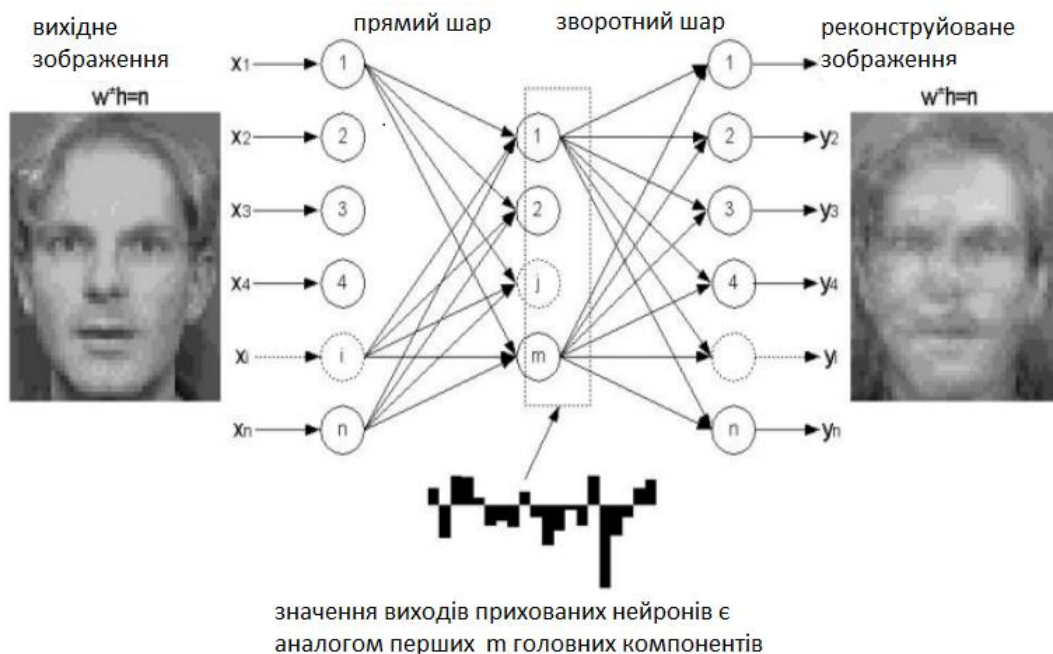 вихідне
зображення
прямий шар
зворотний шар
реконструйоване
зображення
w*h=n
w*h=n
x1
1
1
x2
2
1
2
y2
x3
3
2
3
y3
x4
4
j
4
y4
xi
i
m
yi
xn
n
n
yn
значення виходів прихованих нейронів є
аналогом перших m головних компонентів